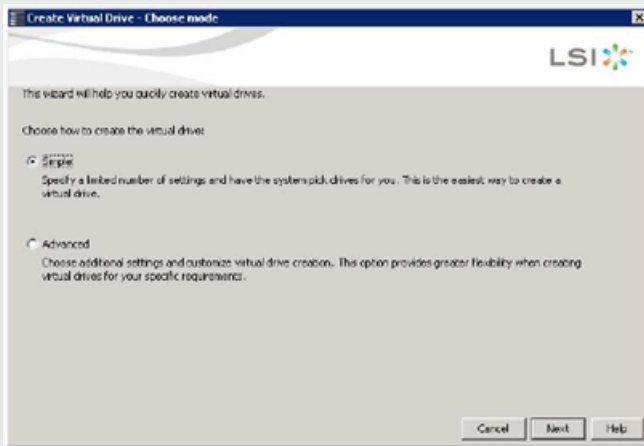 Create Virtual Drive - Choose mode
LSI
This wizard will help you quickly create virtual drives.
Choose how to create the virtual drive:
Simple
Specify a limited number of settings and have the system pick drives for you. This is the easiest way to create a
virtual drive.
Advanced
Choose additional settings and customize virtual drive creation. This option provides greater flexibility when creating
virtual drives for your specific requirements.
Cancel Next Help